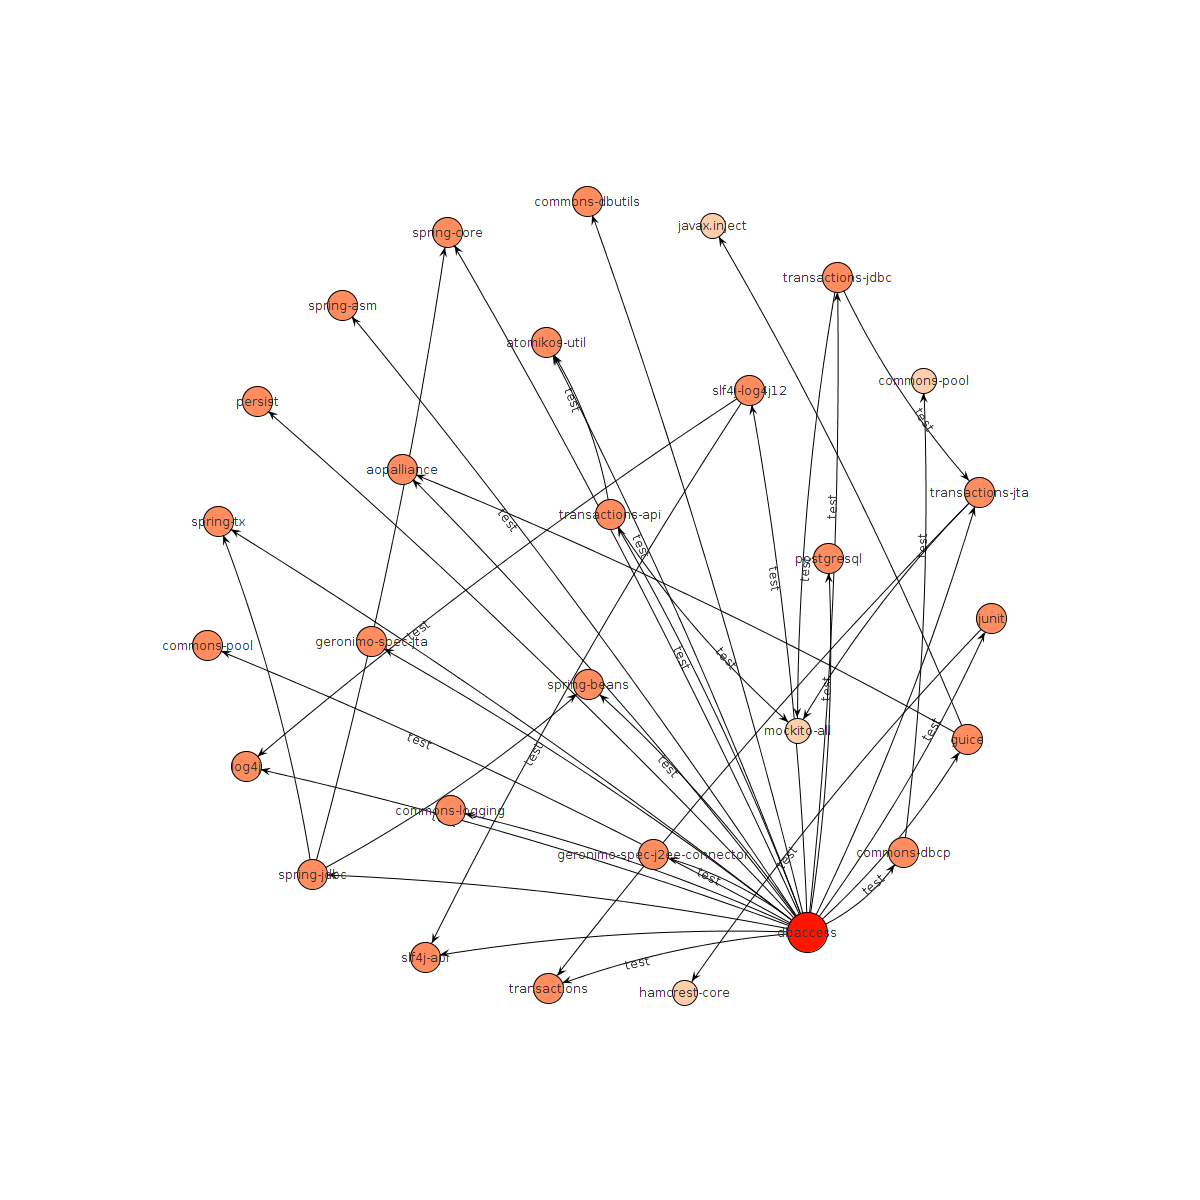 commons-dbutils
javax.inject
spring-core
transactions-jdbc
spring-asm
atomikos-util
commons-pool
slf4j-log4j12
persist
test
test
aopalliance
transactions-jta
test
transactions-api
test
spring-tx
test
test
postgresql
test
test
junit
test
geronimo-spec-jta
commons-pool
test
test
spring-beans
test
test
mockito-all
guice
test
test
test
log4j
commons-logging
commons-dbcp
geronimo-spec-j2ee-connector
test
spring-jdbc
test
test
dbaccess
slf4j-api
test
transactions
hamcrest-core